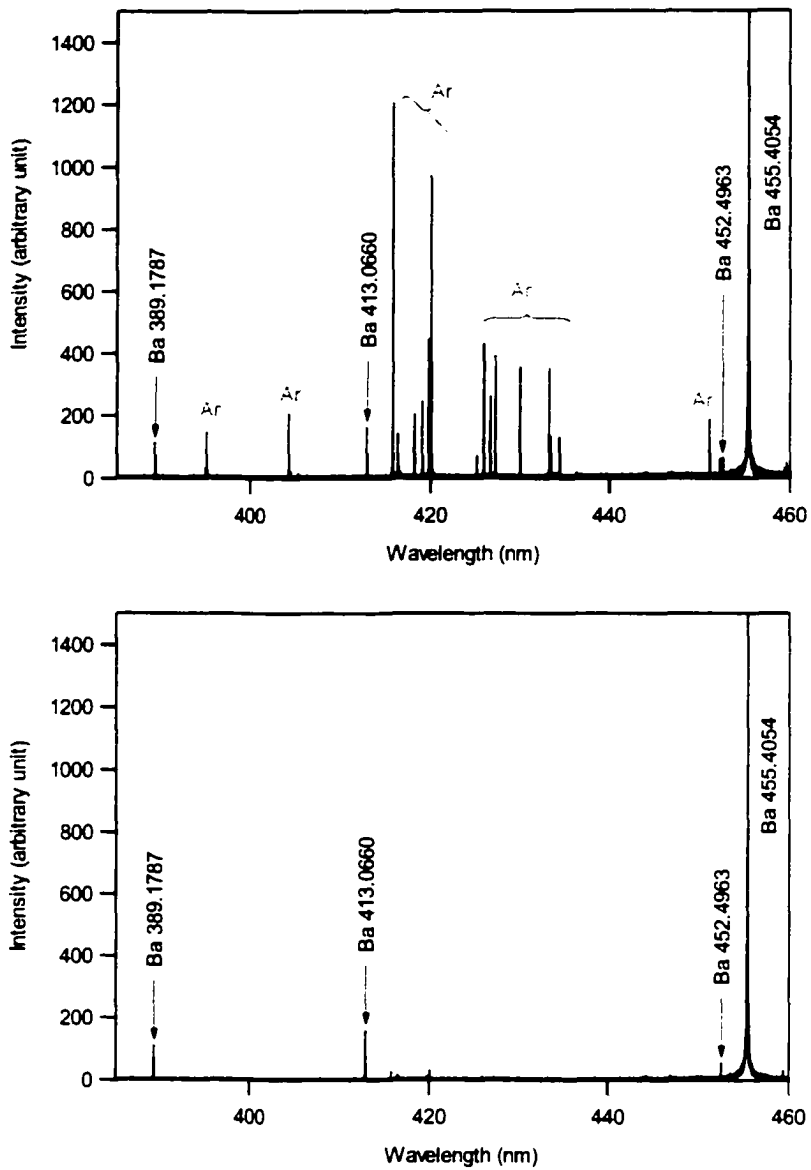 1400
1200
1000
800
600
400
200
0
Intensity (arbitrary unit)
Ba 389.1787
Ar
Ar
Ba 413.0660
Ar
Ar
Ar
Ba 452.4963
Ba 455.4054
400
420
440
460
Wavelength (nm)
1400
1200
1000
800
600
400
200
0
Intensity (arbitrary unit)
Ba 389.1787
Ba 413.0660
Ba 452.4963
Ba 455.4054
400
420
440
460
Wavelength (nm)